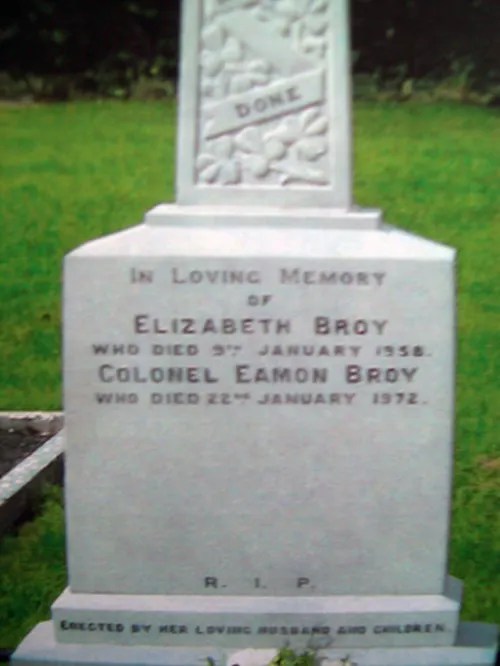 DONE
IN LOVING MEMORY
OF
ELIZABETH BROY
WHO DIED 9TH JANUARY 1958.
COLONEL EAMON BROY
WHO DIED 22ND JANUARY 1972.
R. I. P.
ERECTED BY HER LOVING HUSBAND AND CHILDREN.